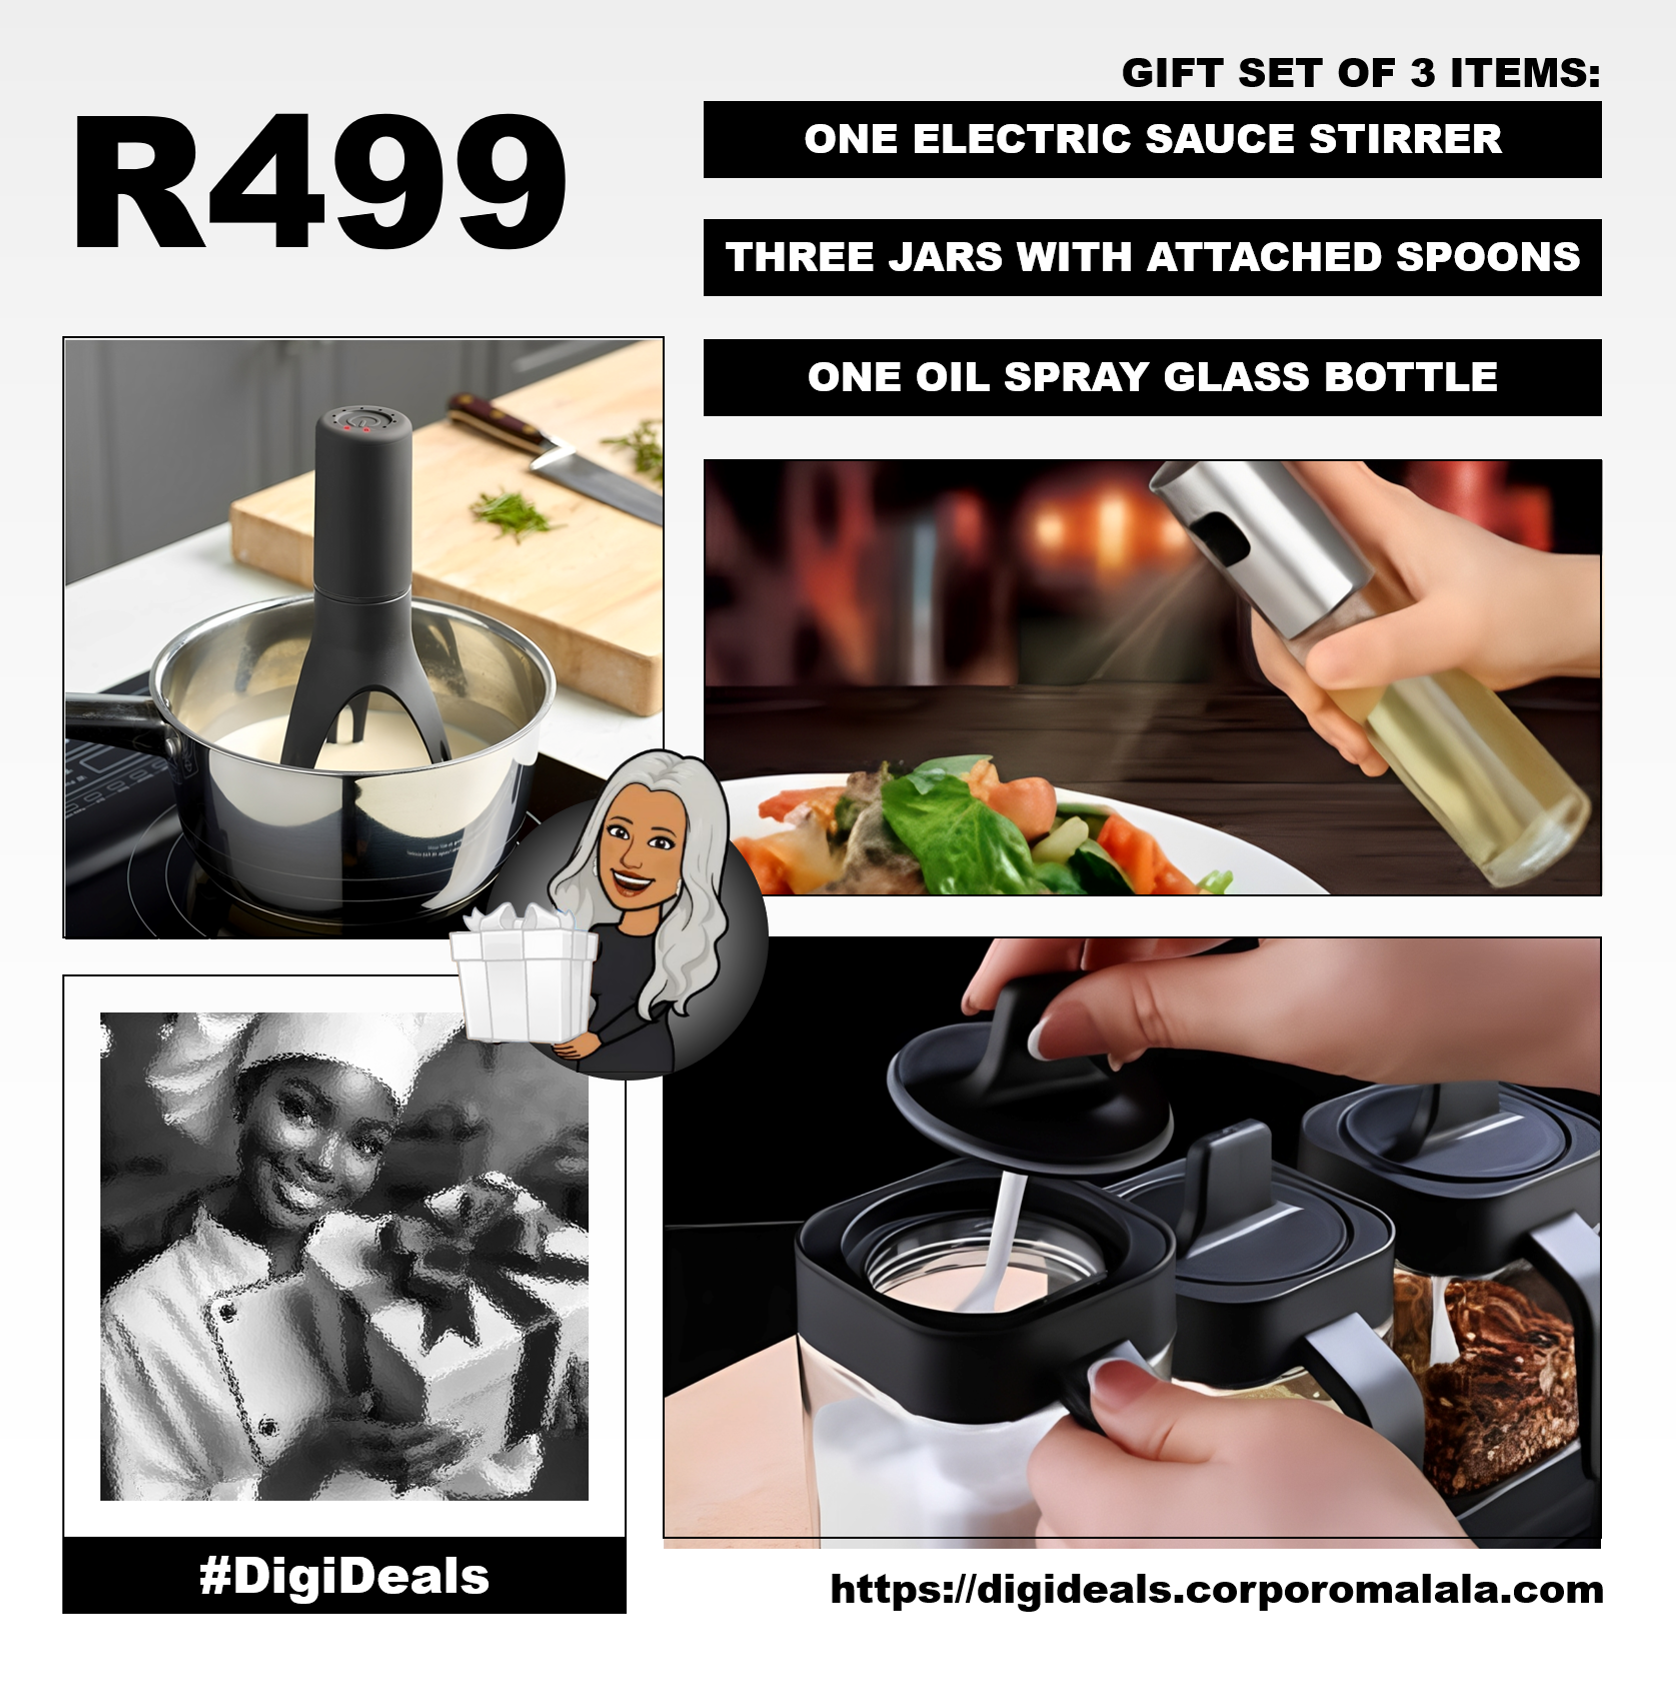 R499
GIFT SET OF 3 ITEMS:
ONE ELECTRIC SAUCE STIRRER
THREE JARS WITH ATTACHED SPOONS
ONE OIL SPRAY GLASS BOTTLE
#DigiDeals
https://digideals.corporomalala.com